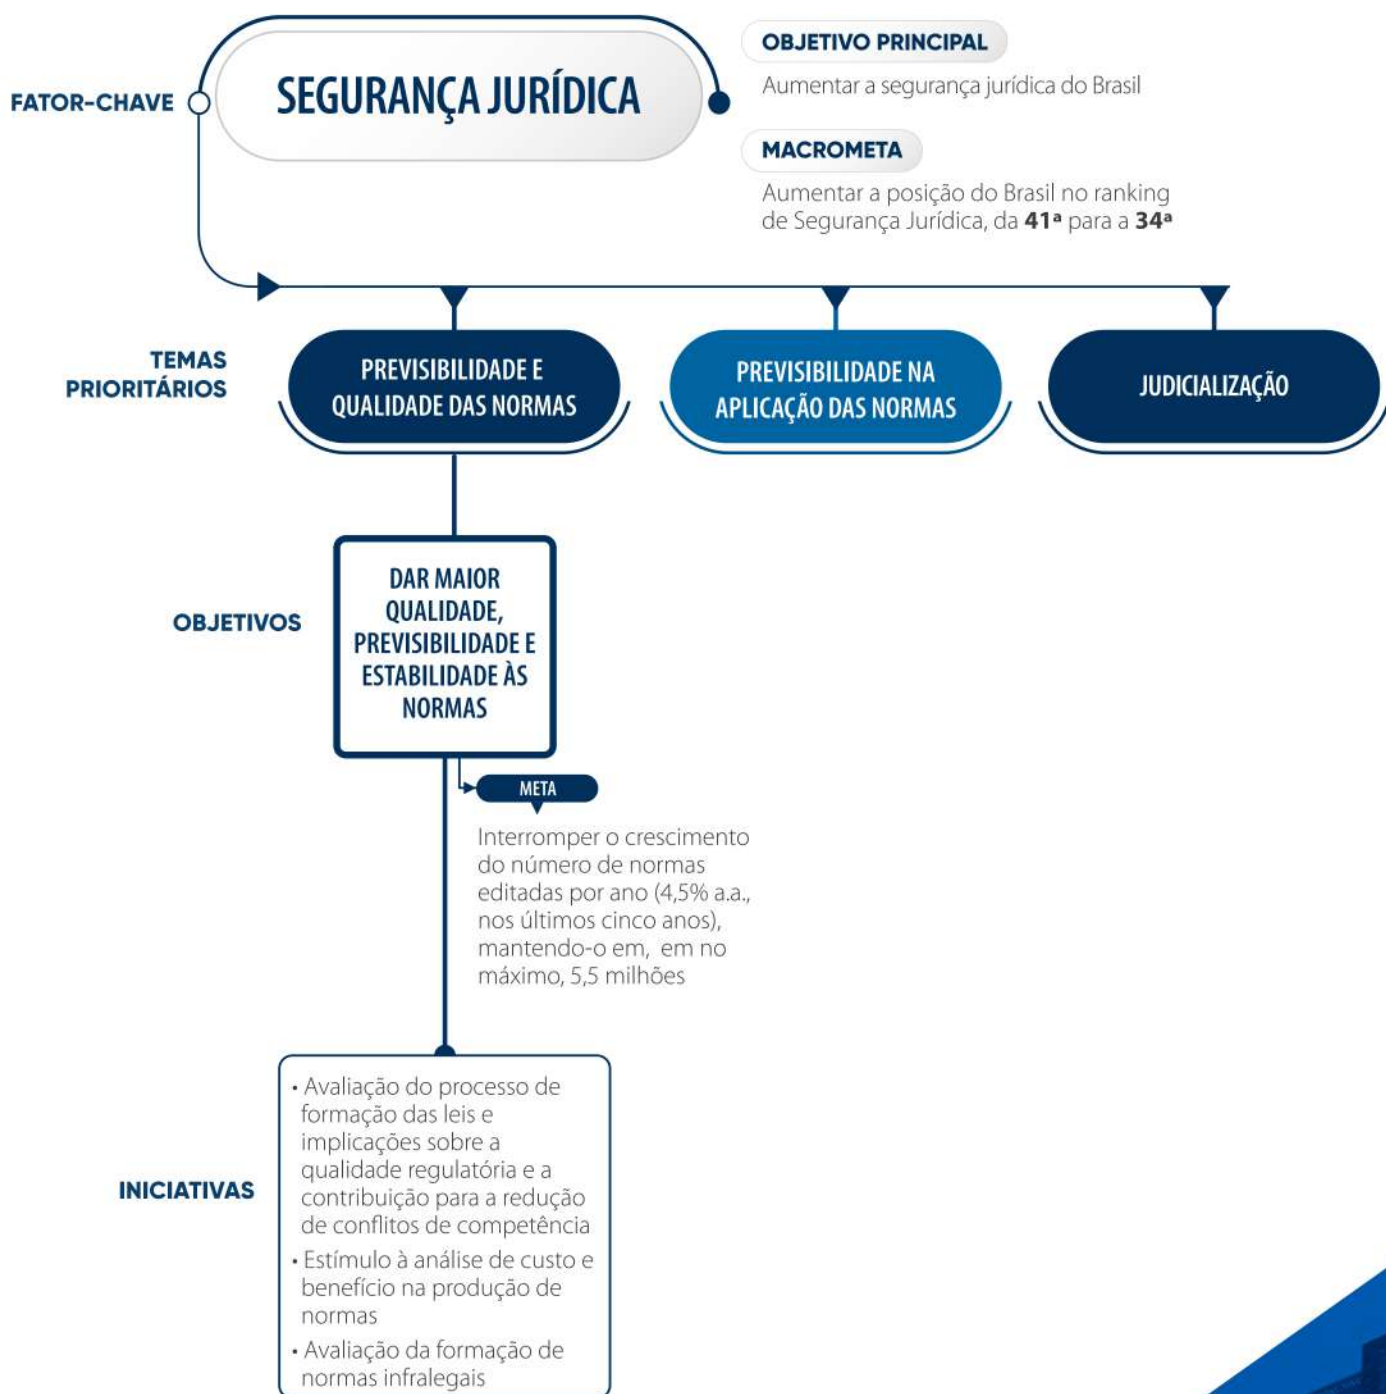 FATOR-CHAVE
SEGURANÇA JURÍDICA
OBJETIVO PRINCIPAL
Aumentar a segurança jurídica do Brasil
MACROMETA
Aumentar a posição do Brasil no ranking
de Segurança Jurídica, da 41ª para a 34ª
TEMAS
PRIORITÁRIOS
PREVISIBILIDADE E
QUALIDADE DAS NORMAS
PREVISIBILIDADE NA
APLICAÇÃO DAS NORMAS
JUDICIALIZAÇÃO
OBJETIVOS
DAR MAIOR
QUALIDADE,
PREVISIBILIDADE E
ESTABILIDADE ÀS
NORMAS
META
Interromper o crescimento
do número de normas
editadas por ano (4,5% a.a.,
nos últimos cinco anos),
mantendo-o em, em no
máximo, 5,5 milhões
INICIATIVAS
• Avaliação do processo de
formação das leis e
implicações sobre a
qualidade regulatória e a
contribuição para a redução
de conflitos de competência
• Estímulo à análise de custo e
benefício na produção de
normas
• Avaliação da formação de
normas infralegais